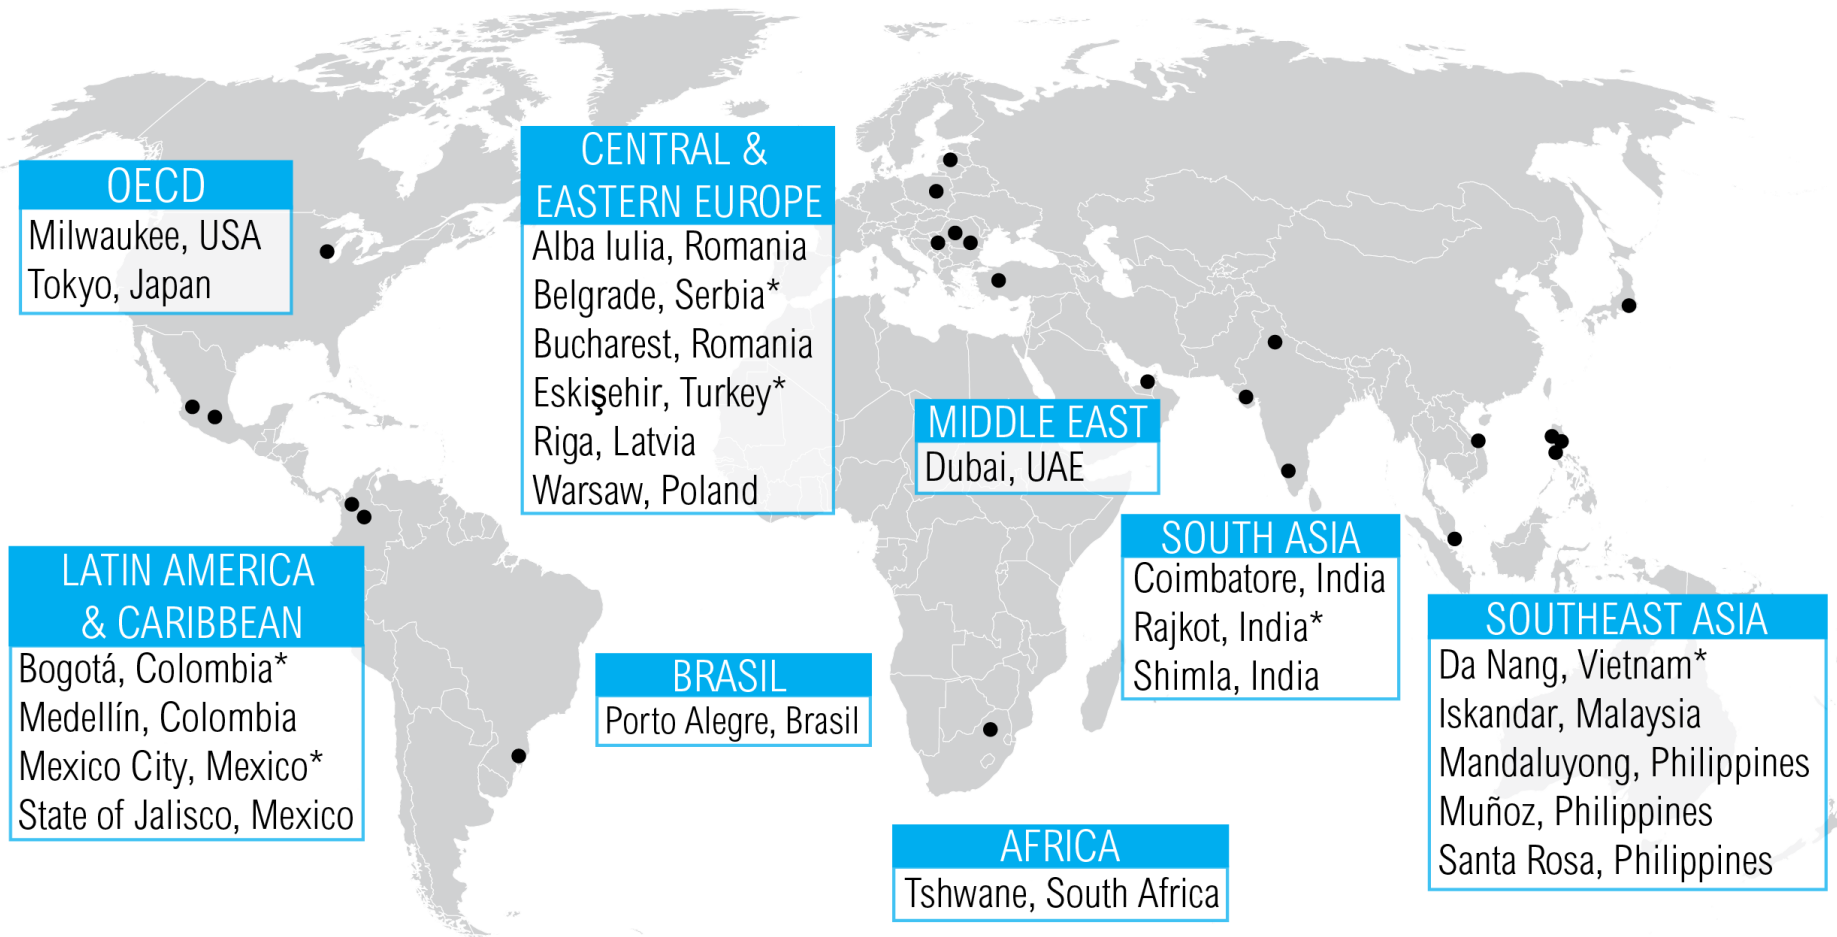 OECD
Milwaukee, USA
Tokyo, Japan
CENTRAL &
EASTERN EUROPE
Alba Iulia, Romania
Belgrade, Serbia*
Bucharest, Romania
Eskişehir, Turkey*
Riga, Latvia
Warsaw, Poland
MIDDLE EAST
Dubai, UAE
SOUTH ASIA
Coimbatore, India
Rajkot, India*
Shimla, India
LATIN AMERICA
& CARIBBEAN
Bogotá, Colombia*
Medellín, Colombia
Mexico City, Mexico*
State of Jalisco, Mexico
BRASIL
Porto Alegre, Brasil
SOUTHEAST ASIA
Da Nang, Vietnam*
Iskandar, Malaysia
Mandaluyong, Philippines
Muñoz, Philippines
Santa Rosa, Philippines
AFRICA
Tshwane, South Africa